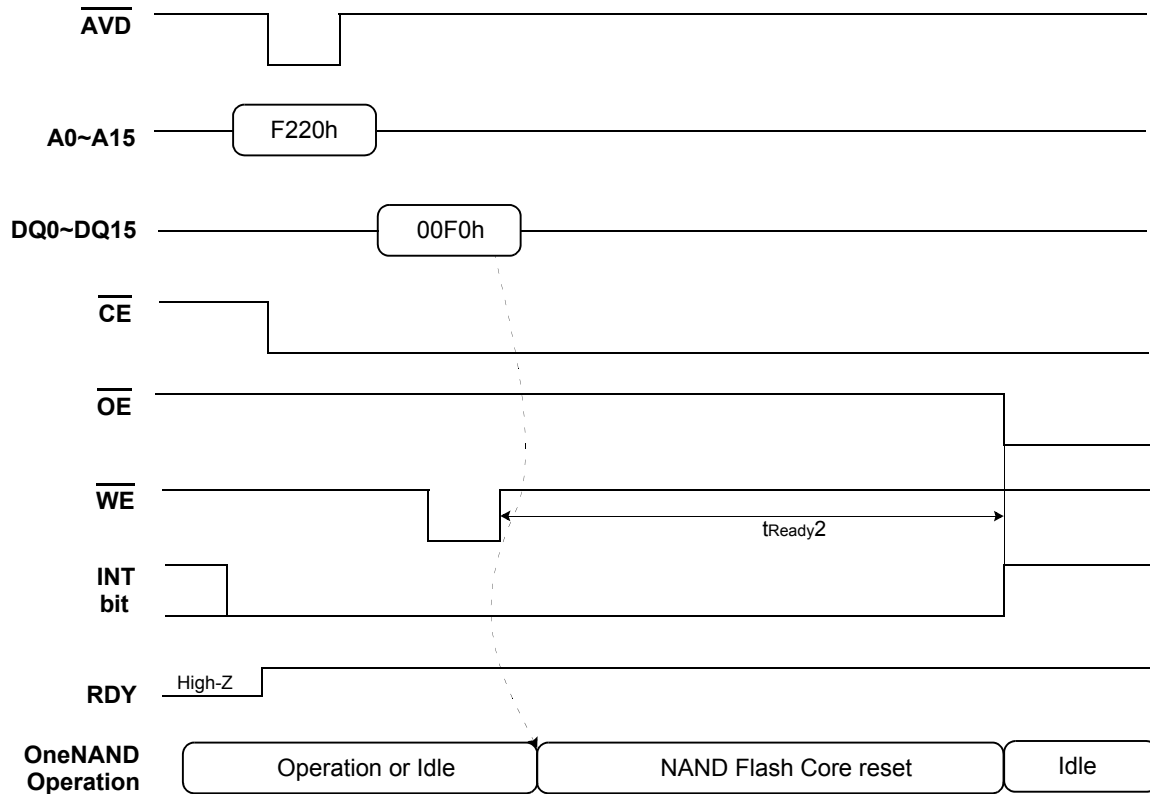 AVD
A0~A15
F220h
DQ0~DQ15
00F0h
CE
OE
WE
tReady2
INT
bit
RDY
High-Z
OneNAND
Operation
Operation or Idle
NAND Flash Core reset
Idle